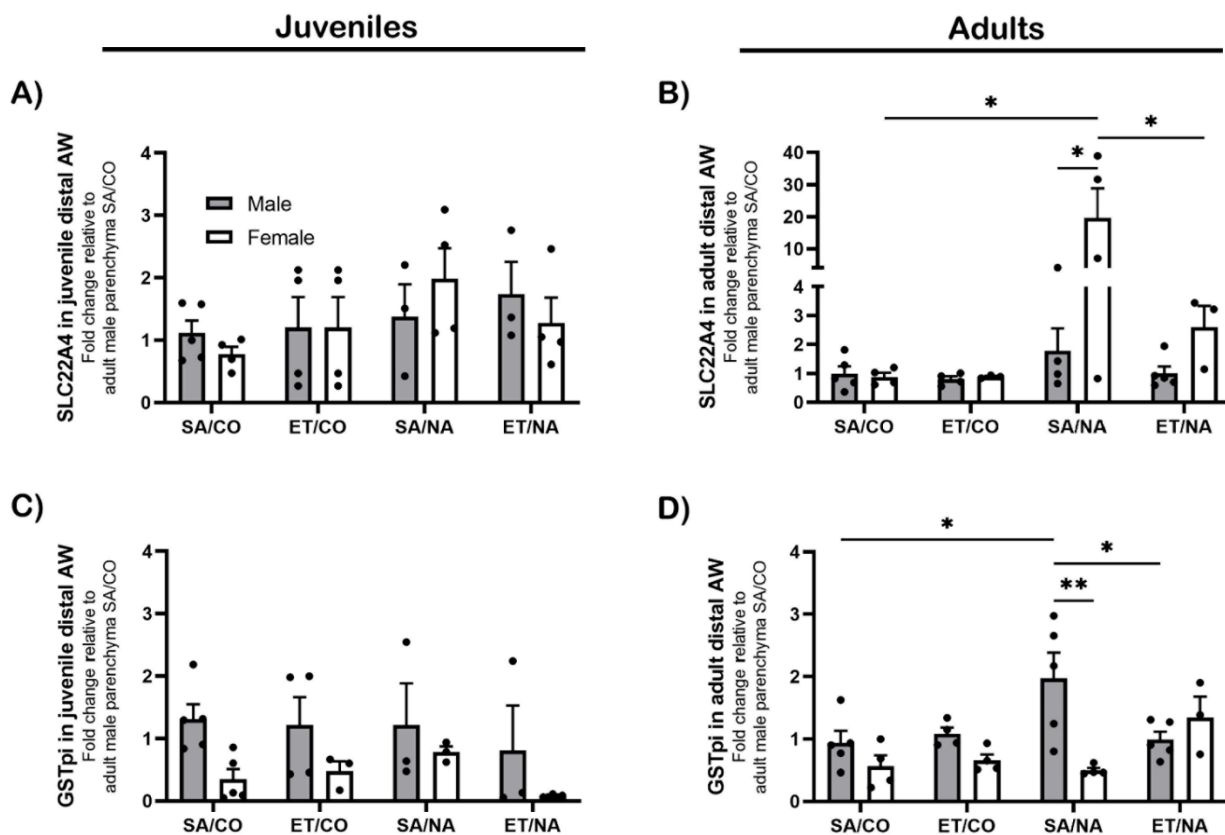 Juveniles
Adults
A)
SLC22A4 in juvenile distal AW
Fold change relative to
adult male parenchyma SA/CO
4
3
2
1
0
Male
Female
SA/CO ET/CO SA/NA ET/NA
B)
SLC22A4 in adult distal AW
Fold change relative to
adult male parenchyma SA/CO
40
30
20
10
4
3
2
1
0
*
*
*
SA/CO ET/CO SA/NA ET/NA
C)
GSTpi in juvenile distal AW
Fold change relative to
adult male parenchyma SA/CO
4
3
2
1
0
SA/CO ET/CO SA/NA ET/NA
D)
GSTpi in adult distal AW
Fold change relative to
adult male parenchyma SA/CO
4
3
2
1
0
*
*
**
SA/CO ET/CO SA/NA ET/NA